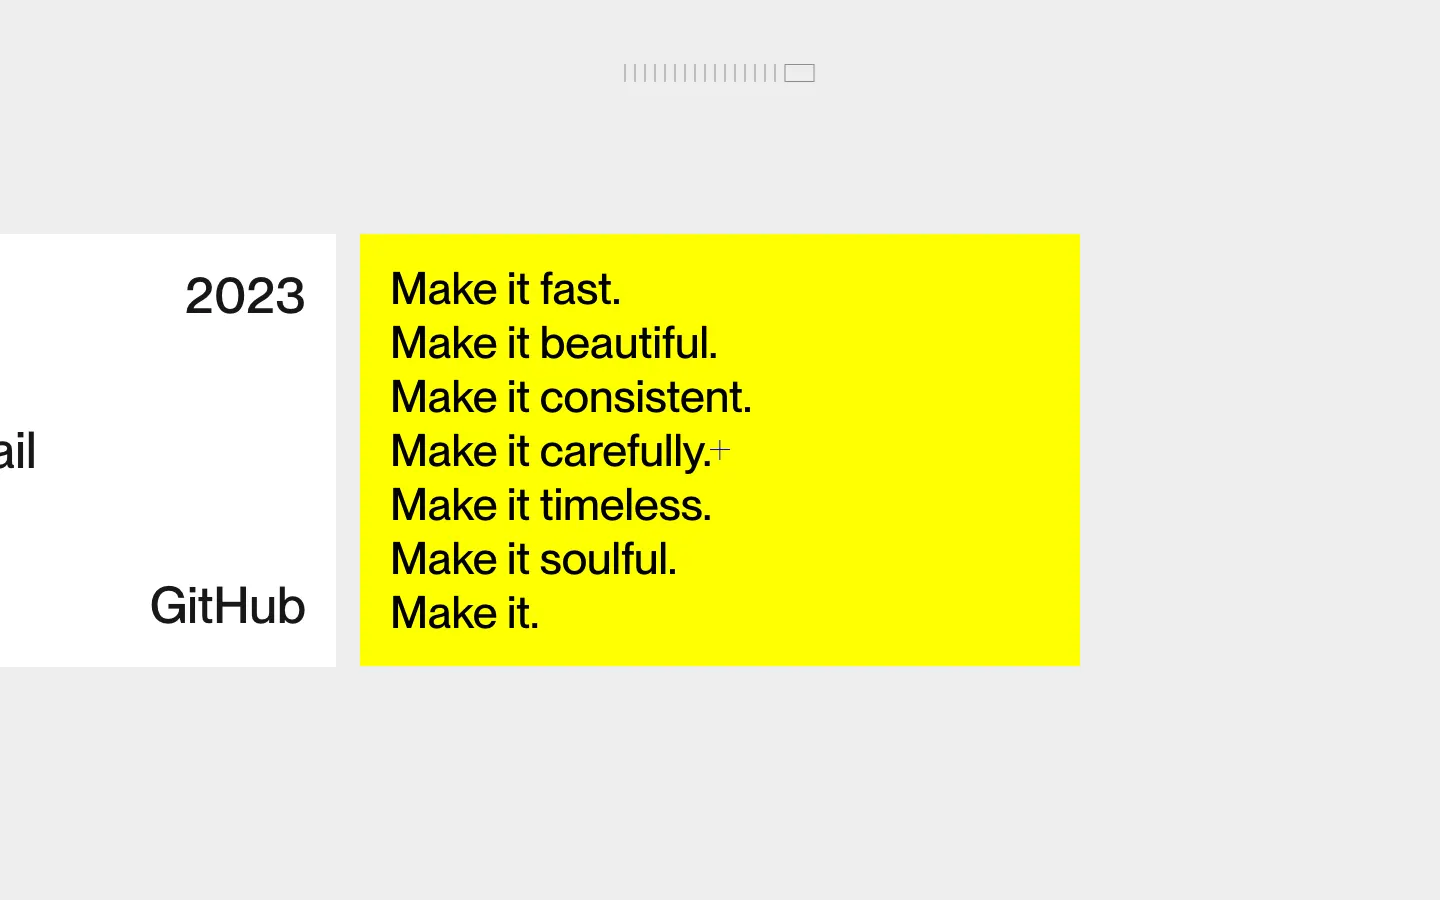 2023
ail
GitHub
Make it fast.
Make it beautiful.
Make it consistent.
Make it carefully.
Make it timeless.
Make it soulful.
Make it.